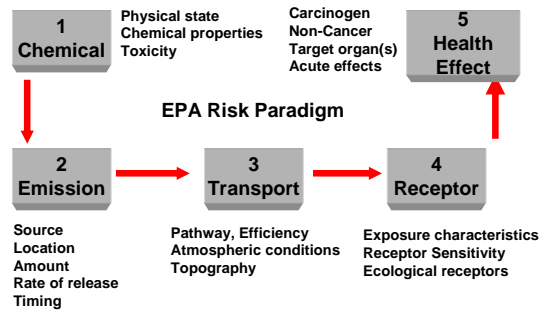 1
Chemical
Physical state
Chemical properties
Toxicity
Carcinogen
Non-Cancer
Target organ(s)
Acute effects
5
Health
Effect
EPA Risk Paradigm
2
Emission
3
Transport
4
Receptor
Source
Location
Amount
Rate of release
Timing
Pathway, Efficiency
Atmospheric conditions
Topography
Exposure characteristics
Receptor Sensitivity
Ecological receptors